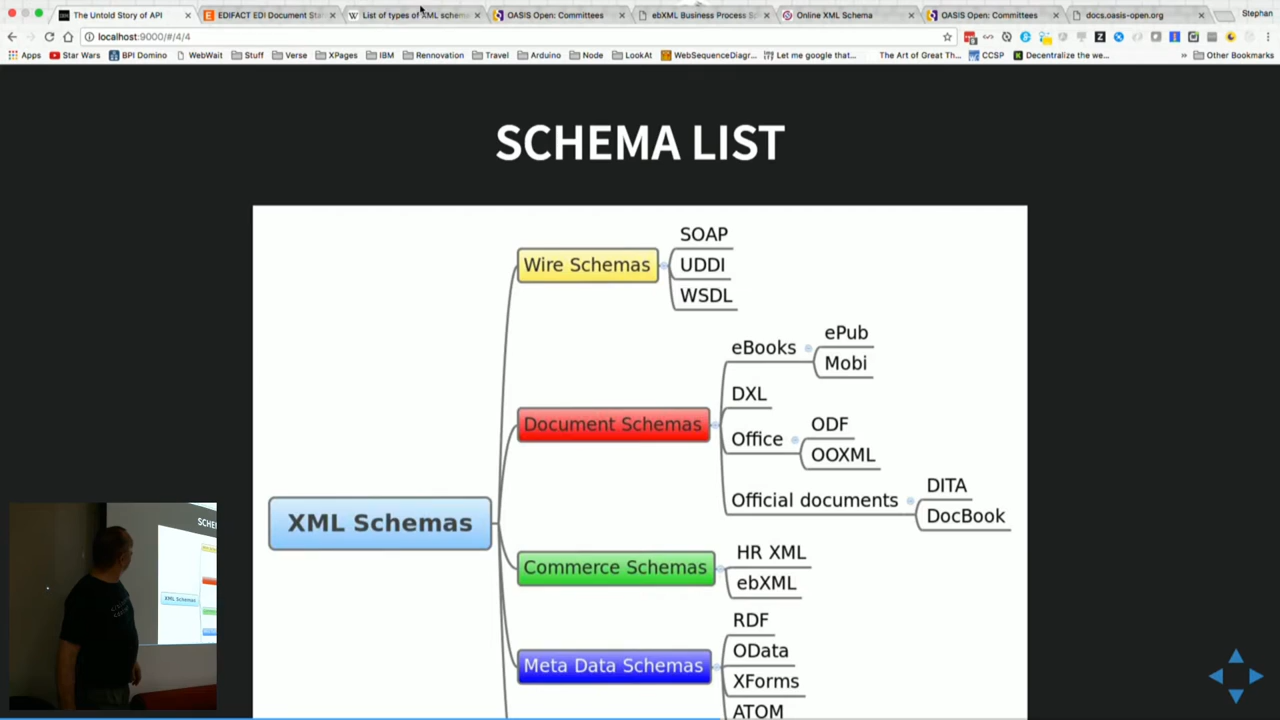 The Untold Story of API
EDIFACT EDI Document Sta
List of types of XML schema
OASIS Open: Committees
ebXML Business Process S
Online XML Schema
OASIS Open: Committees
docs.oasis-open.org
Stephan
localhost:9000/#/4/4
Apps
Star Wars
BPI Domino
WebWait
Stuff
Verse
XPages
IBM
Rennovation
Travel
Arduino
Node
LookAt
WebSequenceDiagr...
Let me google that...
The Art of Great Th...
CCSP
Decentralize the we...
»
Other Bookmarks
SCHEMA LIST
SOAP
Wire Schemas
UDDI
WSDL
ePub
eBooks
Mobi
DXL
Document Schemas
ODF
Office
OOXML
DITA
Official documents
DocBook
XML Schemas
HR XML
Commerce Schemas
ebXML
RDF
OData
Meta Data Schemas
XForms
ATOM
XML Schemas